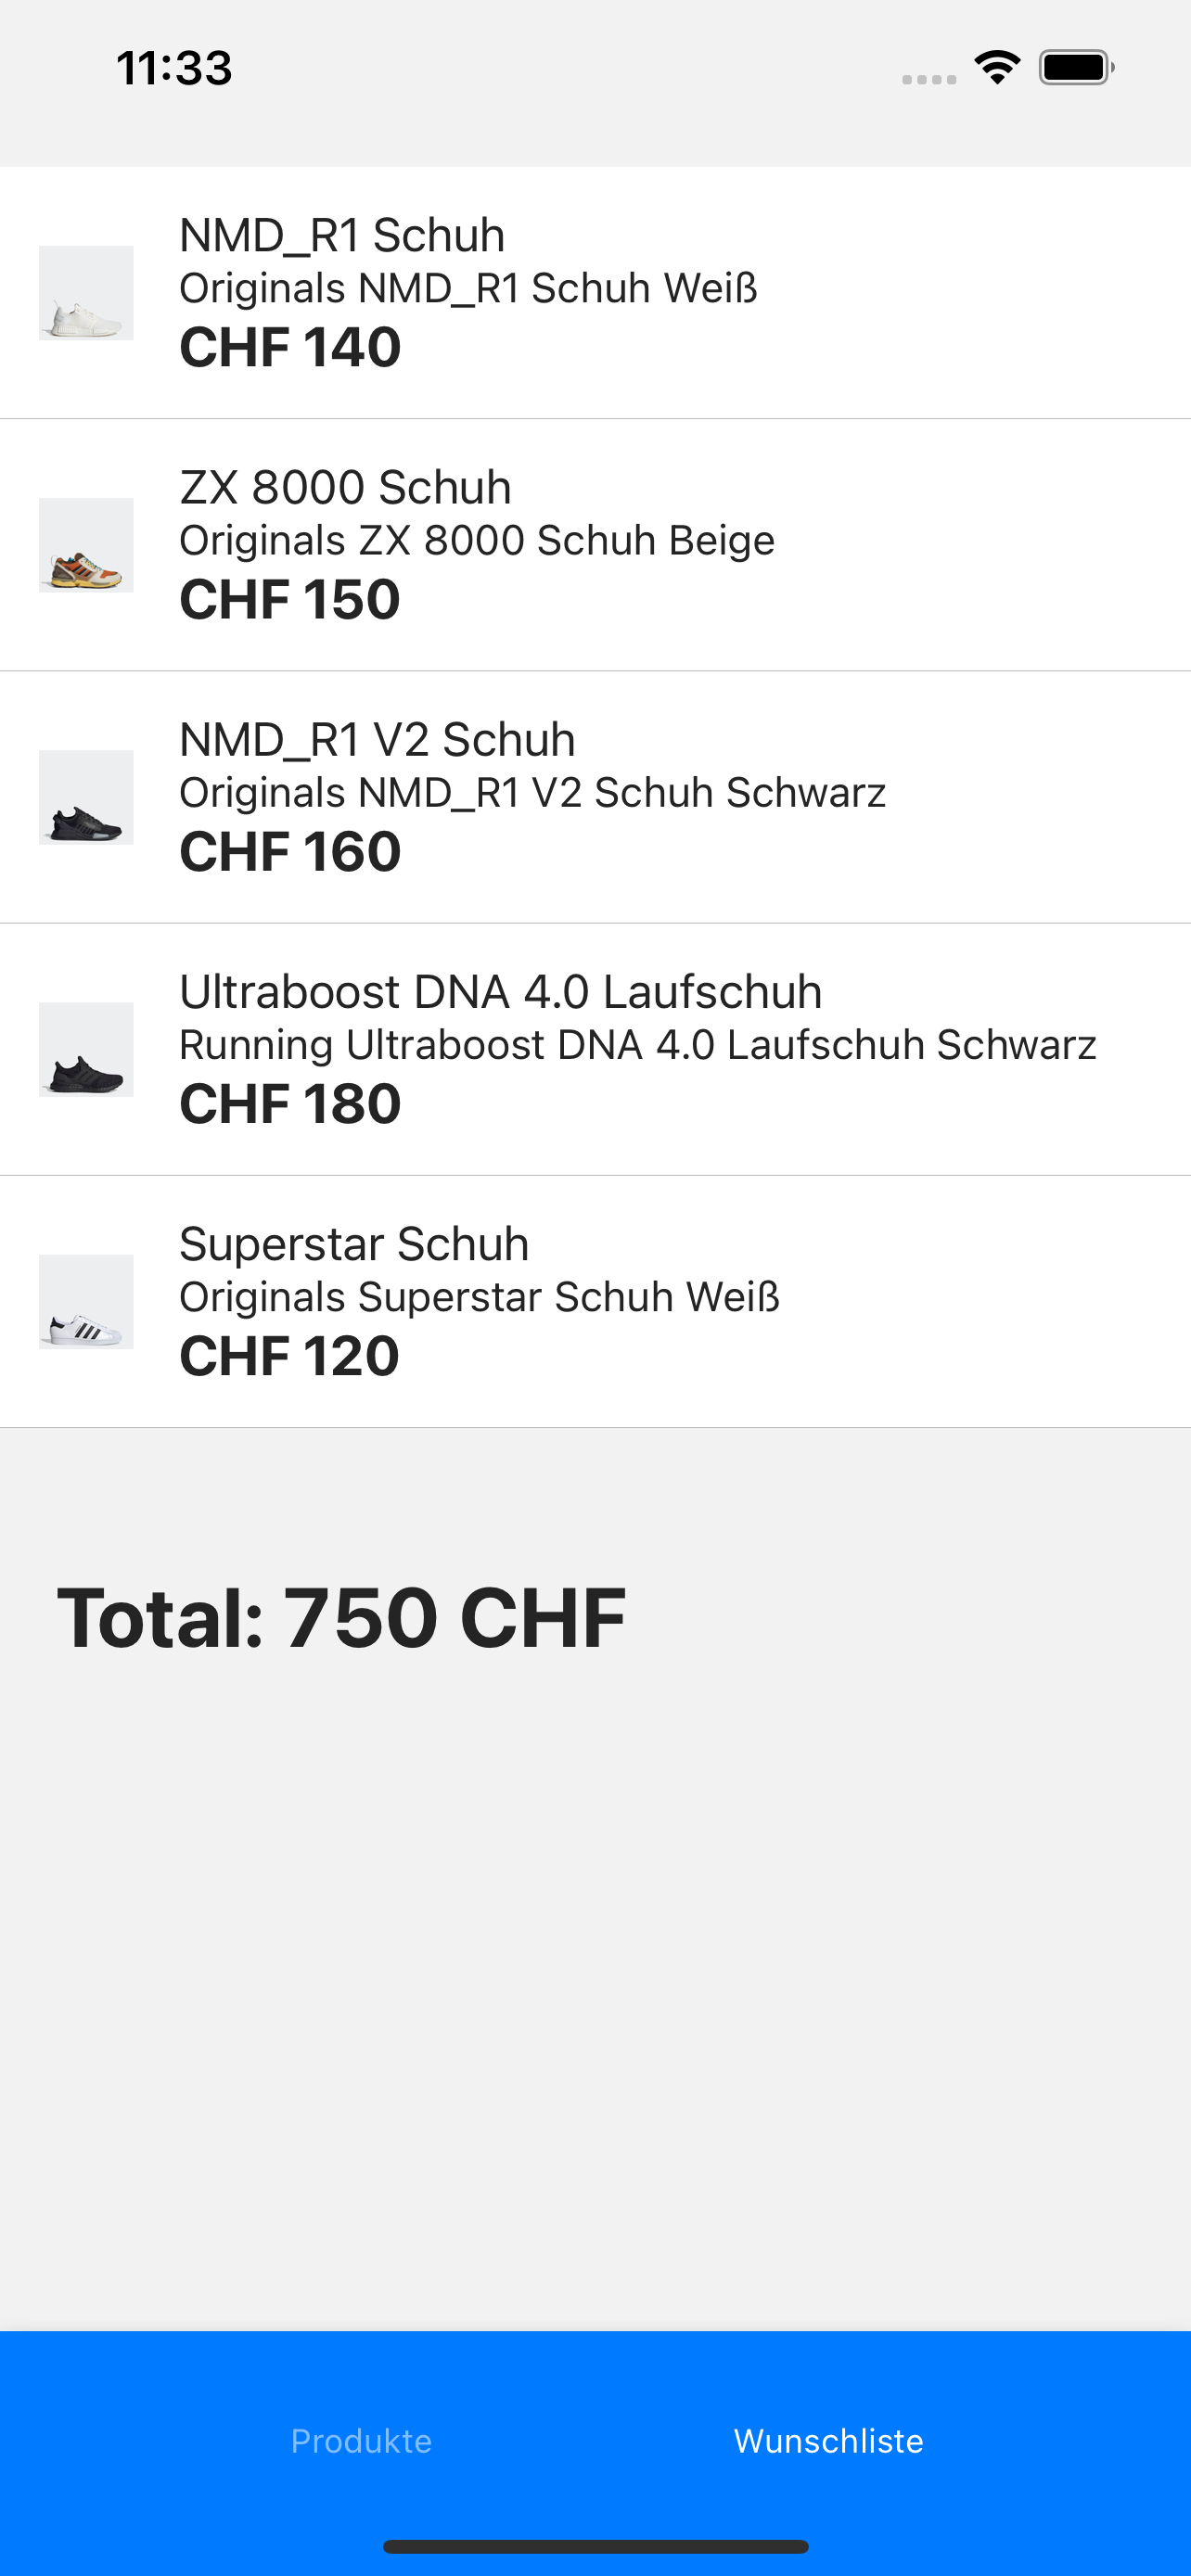 11:33
NMD_R1 Schuh
Originals NMD_R1 Schuh Weiß
CHF 140
ZX 8000 Schuh
Originals ZX 8000 Schuh Beige
CHF 150
NMD_R1 V2 Schuh
Originals NMD_R1 V2 Schuh Schwarz
CHF 160
Ultraboost DNA 4.0 Laufschuh
Running Ultraboost DNA 4.0 Laufschuh Schwarz
CHF 180
Superstar Schuh
Originals Superstar Schuh Weiß
CHF 120
Total: 750 CHF
Produkte Wunschliste